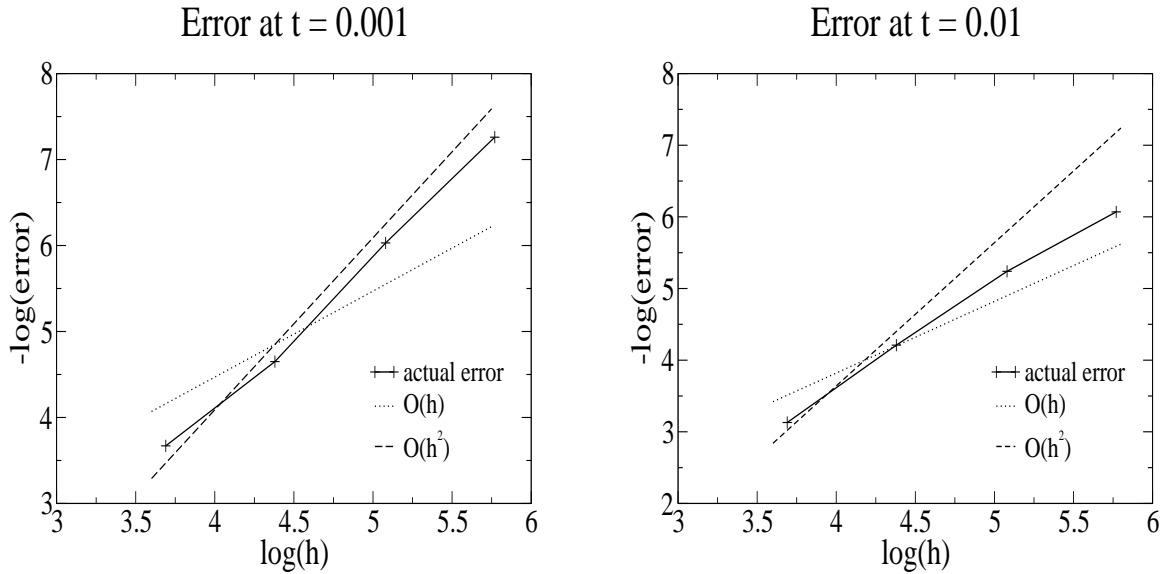 Error at t = 0.001
8
7
6
5
4
3
-log(error)
3
3.5
4
4.5
5
5.5
6
log(h)
actual error
O(h)
O(h²)
Error at t = 0.01
8
7
6
5
4
3
2
-log(error)
3
3.5
4
4.5
5
5.5
6
log(h)
actual error
O(h)
O(h²)